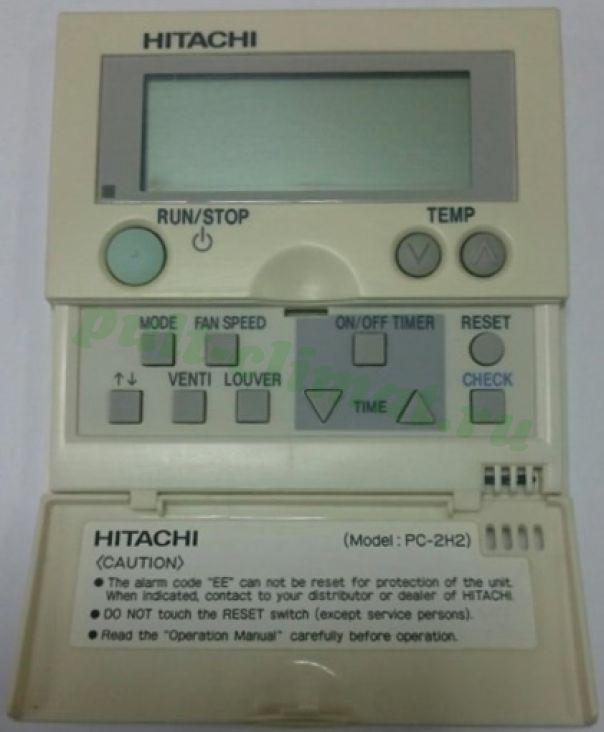 HITACHI
RUN/STOP
TEMP
MODE FAN SPEED ON/OFF TIMER RESET
↑↓ VENTI LOUVER TIME CHECK
pult-climat.ru
HITACHI (Model : PC-2H2)
〈CAUTION〉
● The alarm code "EE" can not be reset for protection of the unit.
When indicated, contact to your distributor or dealer of HITACHI.
● DO NOT touch the RESET switch (except service persons).
● Read the "Operation Manual" carefully before operation.